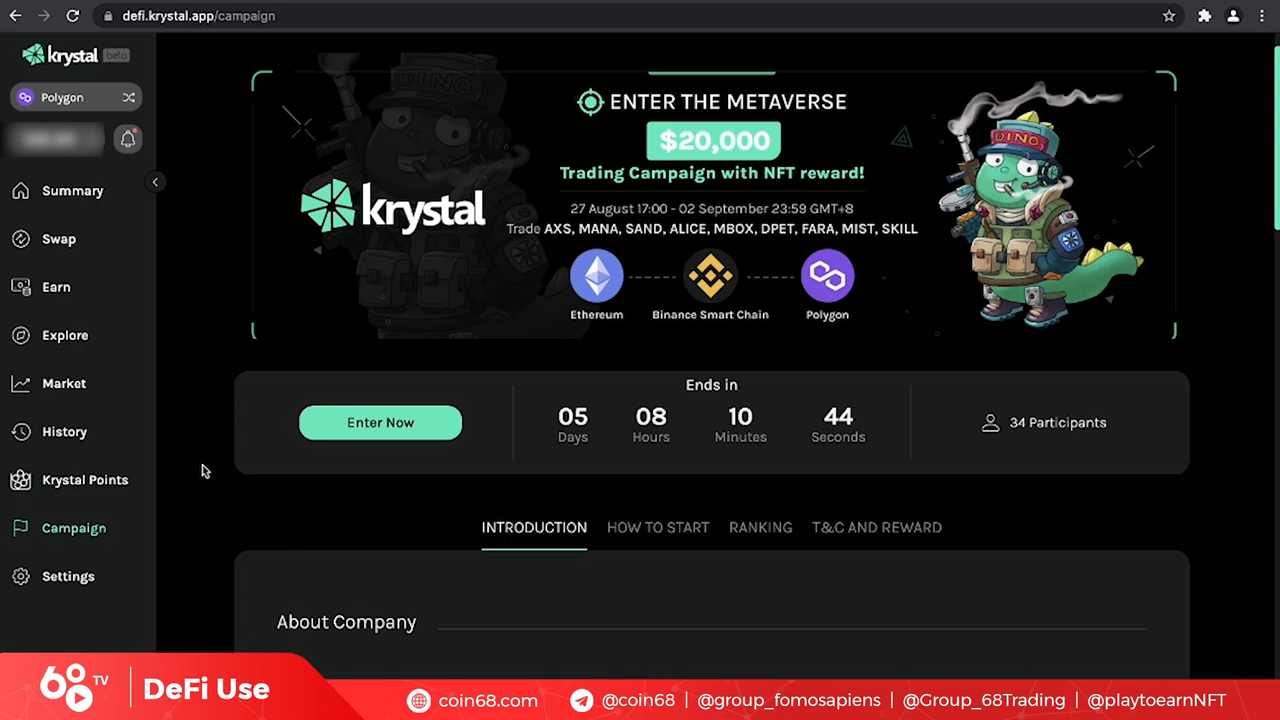 defi.krystal.app/campaign
krystal beta
Polygon
Summary
Swap
Earn
Explore
Market
History
Krystal Points
Campaign
Settings
DINO
krystal
ENTER THE METAVERSE
$20,000
Trading Campaign with NFT reward!
27 August 17:00 - 02 September 23:59 GMT+8
Trade AXS, MANA, SAND, ALICE, MBOX, DPET, FARA, MIST, SKILL
Ethereum
Binance Smart Chain
Polygon
DINO
Enter Now
Ends in
05 08 10 44
Days Hours Minutes Seconds
34 Participants
INTRODUCTION HOW TO START RANKING T&C AND REWARD
About Company
68 TV DeFi Use
coin68.com @coin68 | @group_fomosapiens | @Group_68Trading | @playtoearnNFT